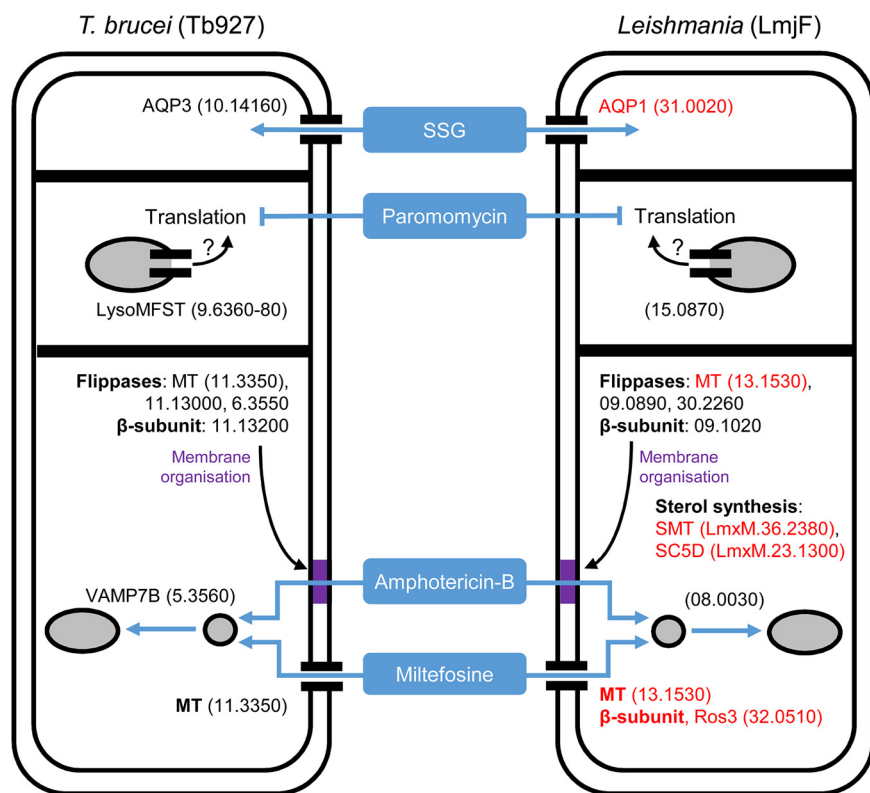 T. brucei (Tb927)
Leishmania (LmjF)
AQP3 (10.14160)
SSG
AQP1 (31.0020)
Translation
Paromomycin
Translation
?
?
LysoMFST (9.6360-80)
(15.0870)
Flippases: MT (11.3350),
11.13000, 6.3550
β-subunit: 11.13200
Membrane
organisation
Flippases: MT (13.1530),
09.0890, 30.2260
β-subunit: 09.1020
Membrane
organisation
Sterol synthesis:
SMT (LmxM.36.2380),
SC5D (LmxM.23.1300)
VAMP7B (5.3560)
Amphotericin-B
(08.0030)
Miltefosine
MT (11.3350)
MT (13.1530)
β-subunit, Ros3 (32.0510)